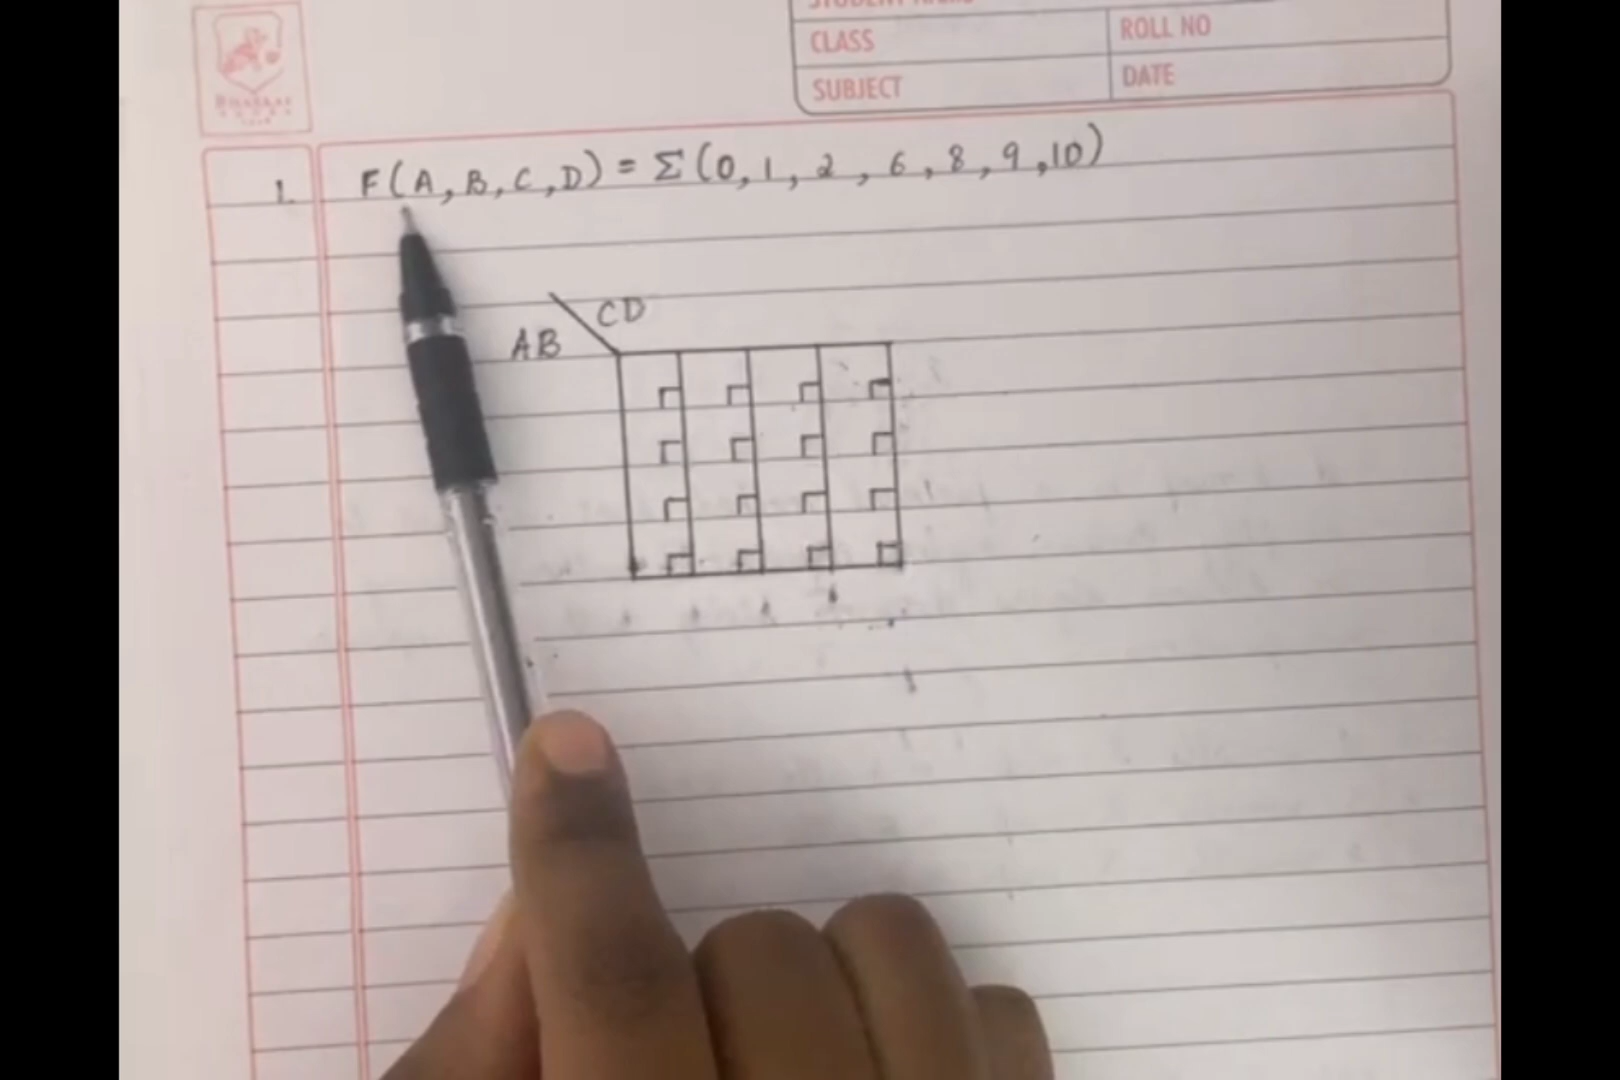 CLASS
ROLL NO
SUBJECT
DATE
1. F(A, B, C, D) = Σ(0, 1, 2, 6, 8, 9, 10)
CD
AB